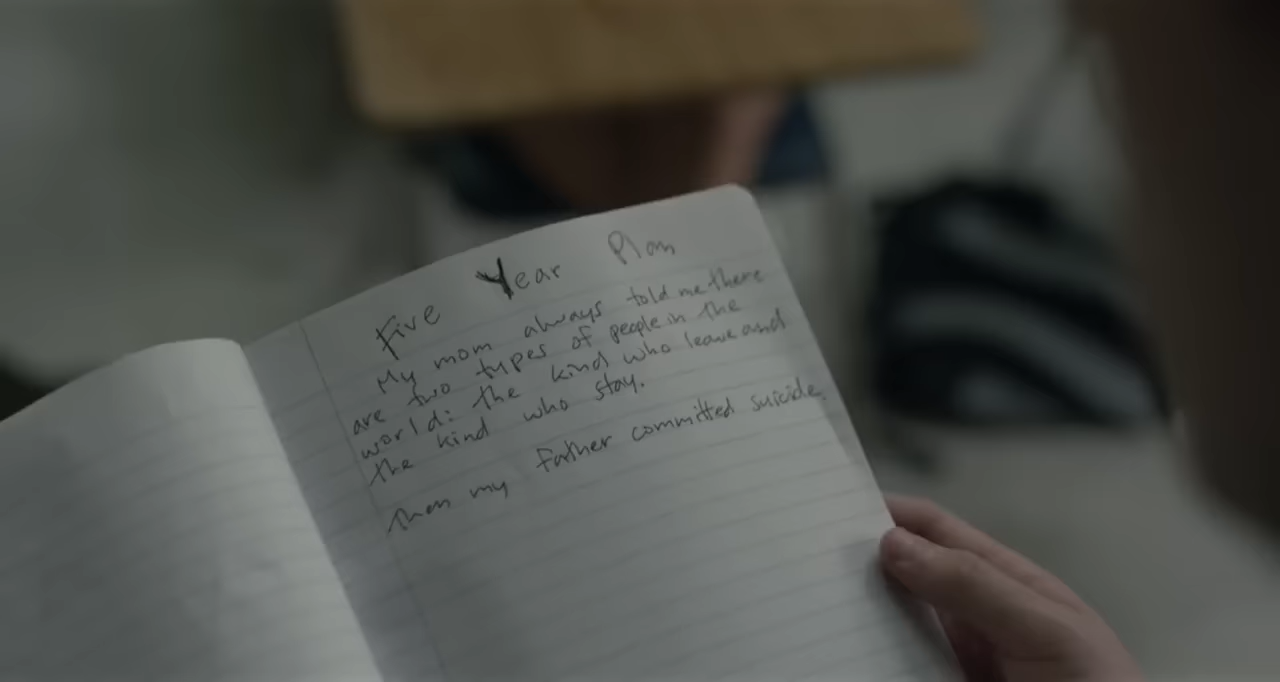 Five Year Plan
My mom always told me there
are two types of people in the
world: the kind who leave and
the kind who stay.
Then my father committed suicide.